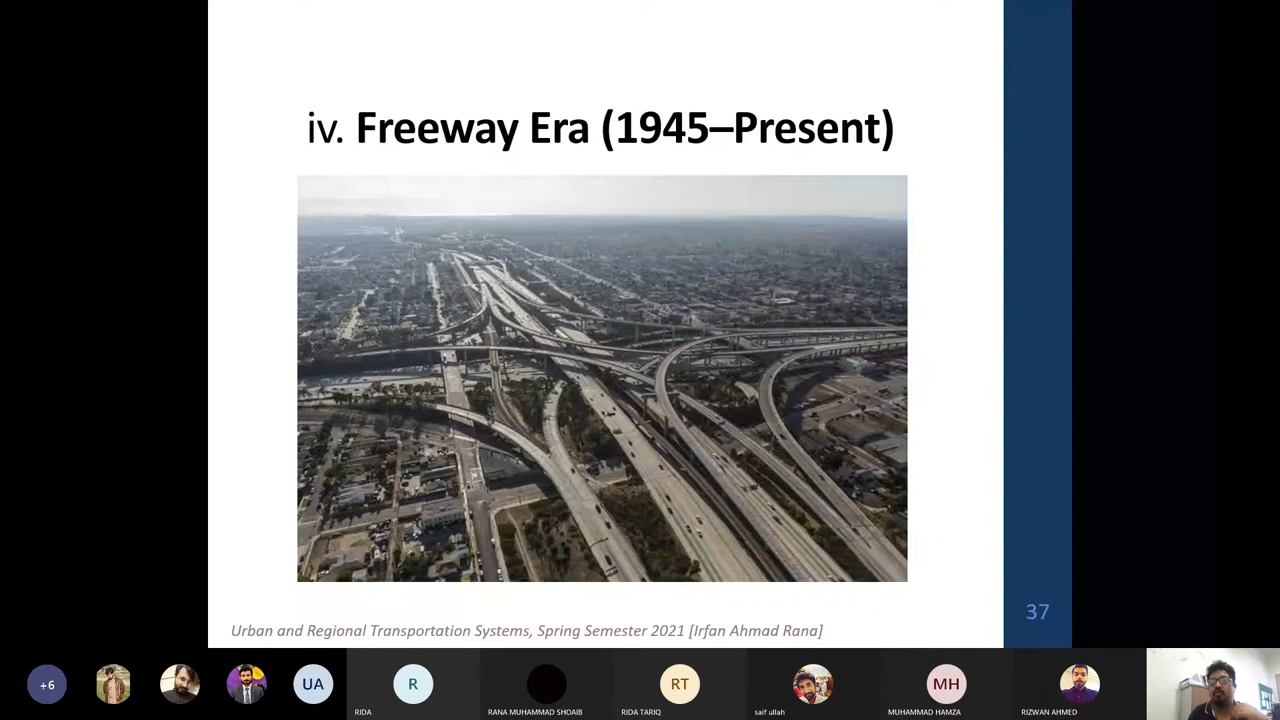 iv. Freeway Era (1945–Present)
37
Urban and Regional Transportation Systems, Spring Semester 2021 [Irfan Ahmad Rana]
+6
UA
R
RT
MH
RIDA
RANA MUHAMMAD SHOAIB
RIDA TARIQ
saif ullah
MUHAMMAD HAMZA
RIZWAN AHMED